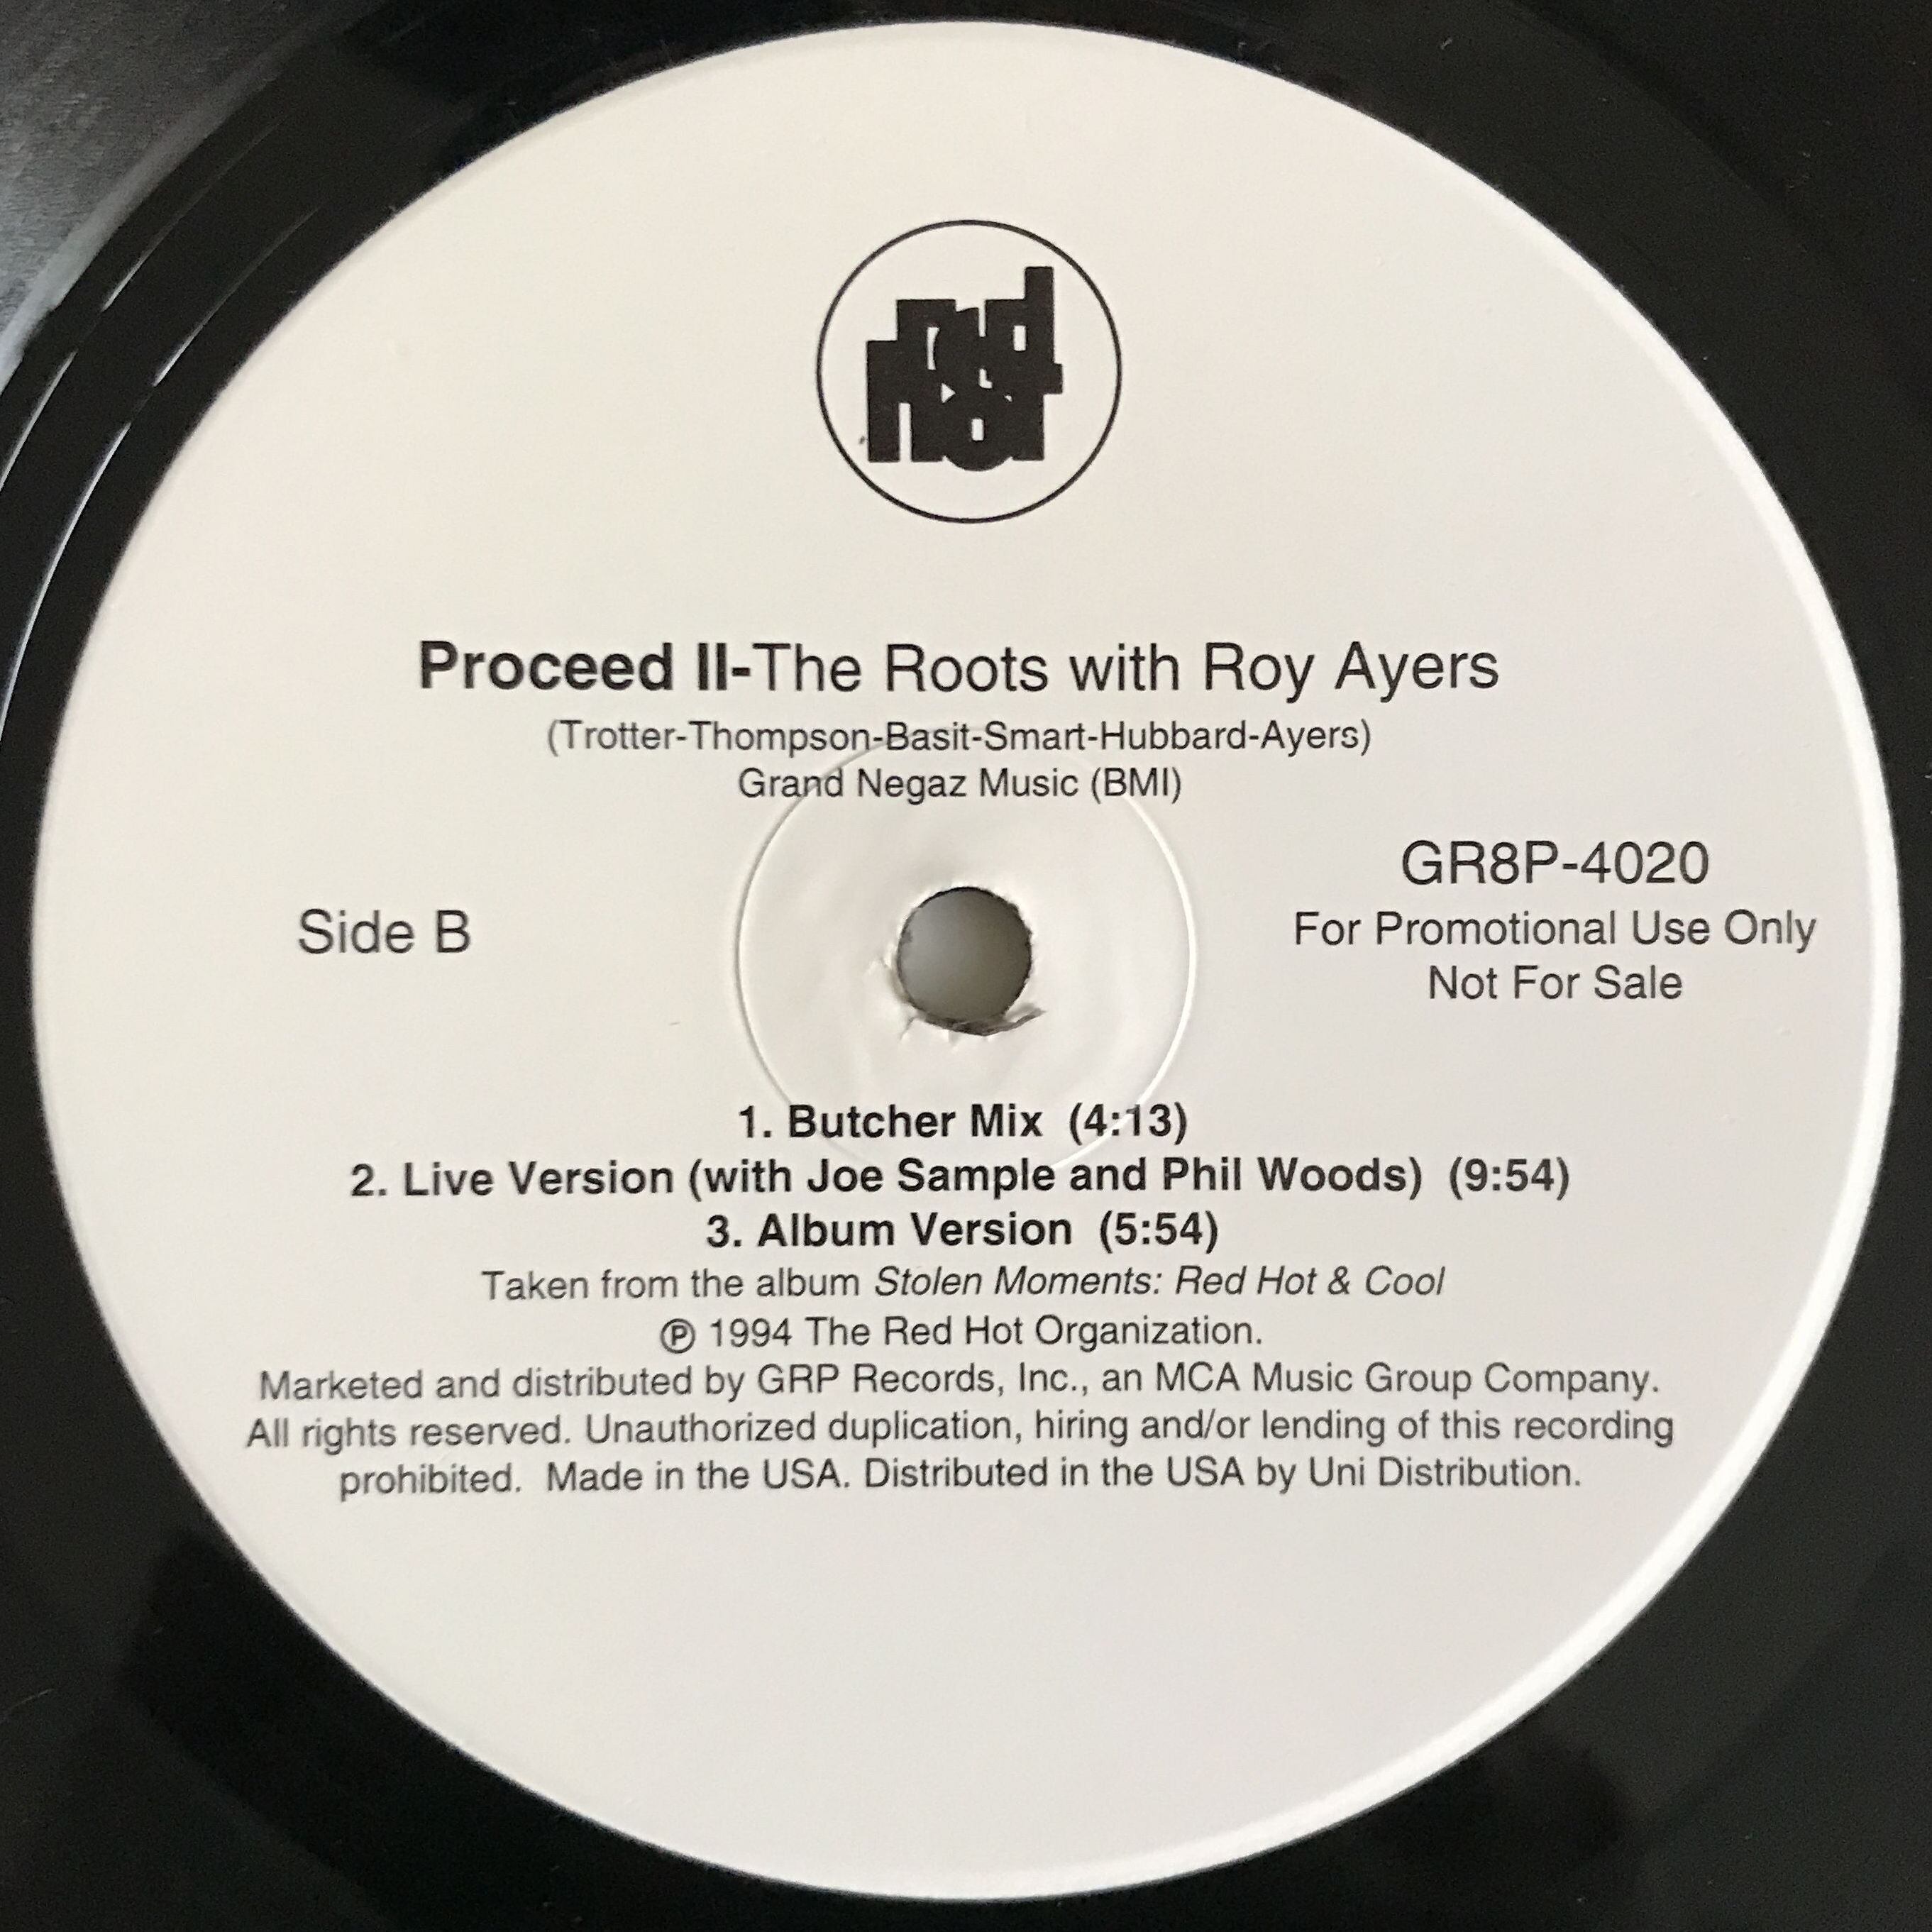 red
hot
Proceed II-The Roots with Roy Ayers
(Trotter-Thompson-Basit-Smart-Hubbard-Ayers)
Grand Negaz Music (BMI)
Side B
GR8P-4020
For Promotional Use Only
Not For Sale
1. Butcher Mix (4:13)
2. Live Version (with Joe Sample and Phil Woods) (9:54)
3. Album Version (5:54)
Taken from the album Stolen Moments: Red Hot & Cool
℗ 1994 The Red Hot Organization.
Marketed and distributed by GRP Records, Inc., an MCA Music Group Company.
All rights reserved. Unauthorized duplication, hiring and/or lending of this recording
prohibited. Made in the USA. Distributed in the USA by Uni Distribution.